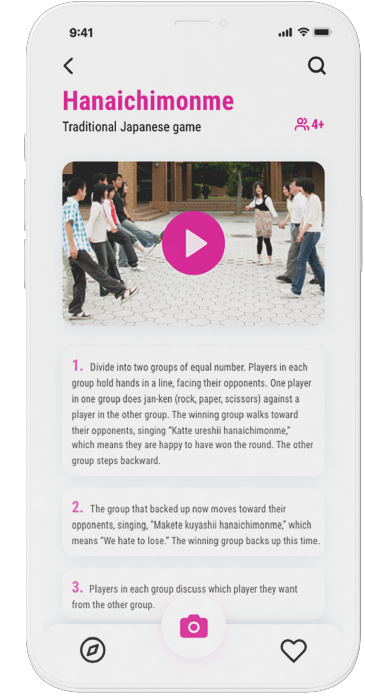 9:41
Hanaichimonme
Traditional Japanese game
4+
1. Divide into two groups of equal number. Players in each
group hold hands in a line, facing their opponents. One player
in one group does jan-ken (rock, paper, scissors) against a
player in the other group. The winning group walks toward
their opponents, singing “Katte ureshii hanaichimonme,”
which means they are happy to have won the round. The other
group steps backward.
2. The group that backed up now moves toward their
opponents, singing, “Makete kuyashii hanaichimonme,” which
means “We hate to lose.” The winning group backs up this time.
3. Players in each group discuss which player they want
from the other group.